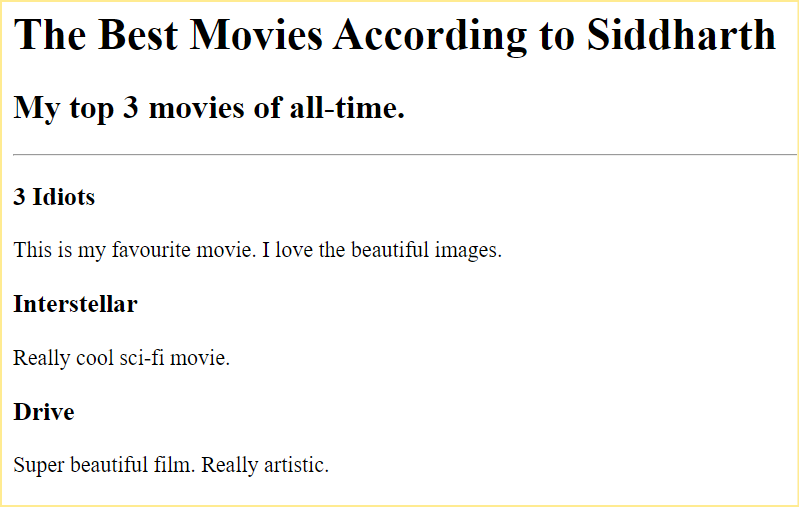 The Best Movies According to Siddharth
My top 3 movies of all-time.
3 Idiots
This is my favourite movie. I love the beautiful images.
Interstellar
Really cool sci-fi movie.
Drive
Super beautiful film. Really artistic.